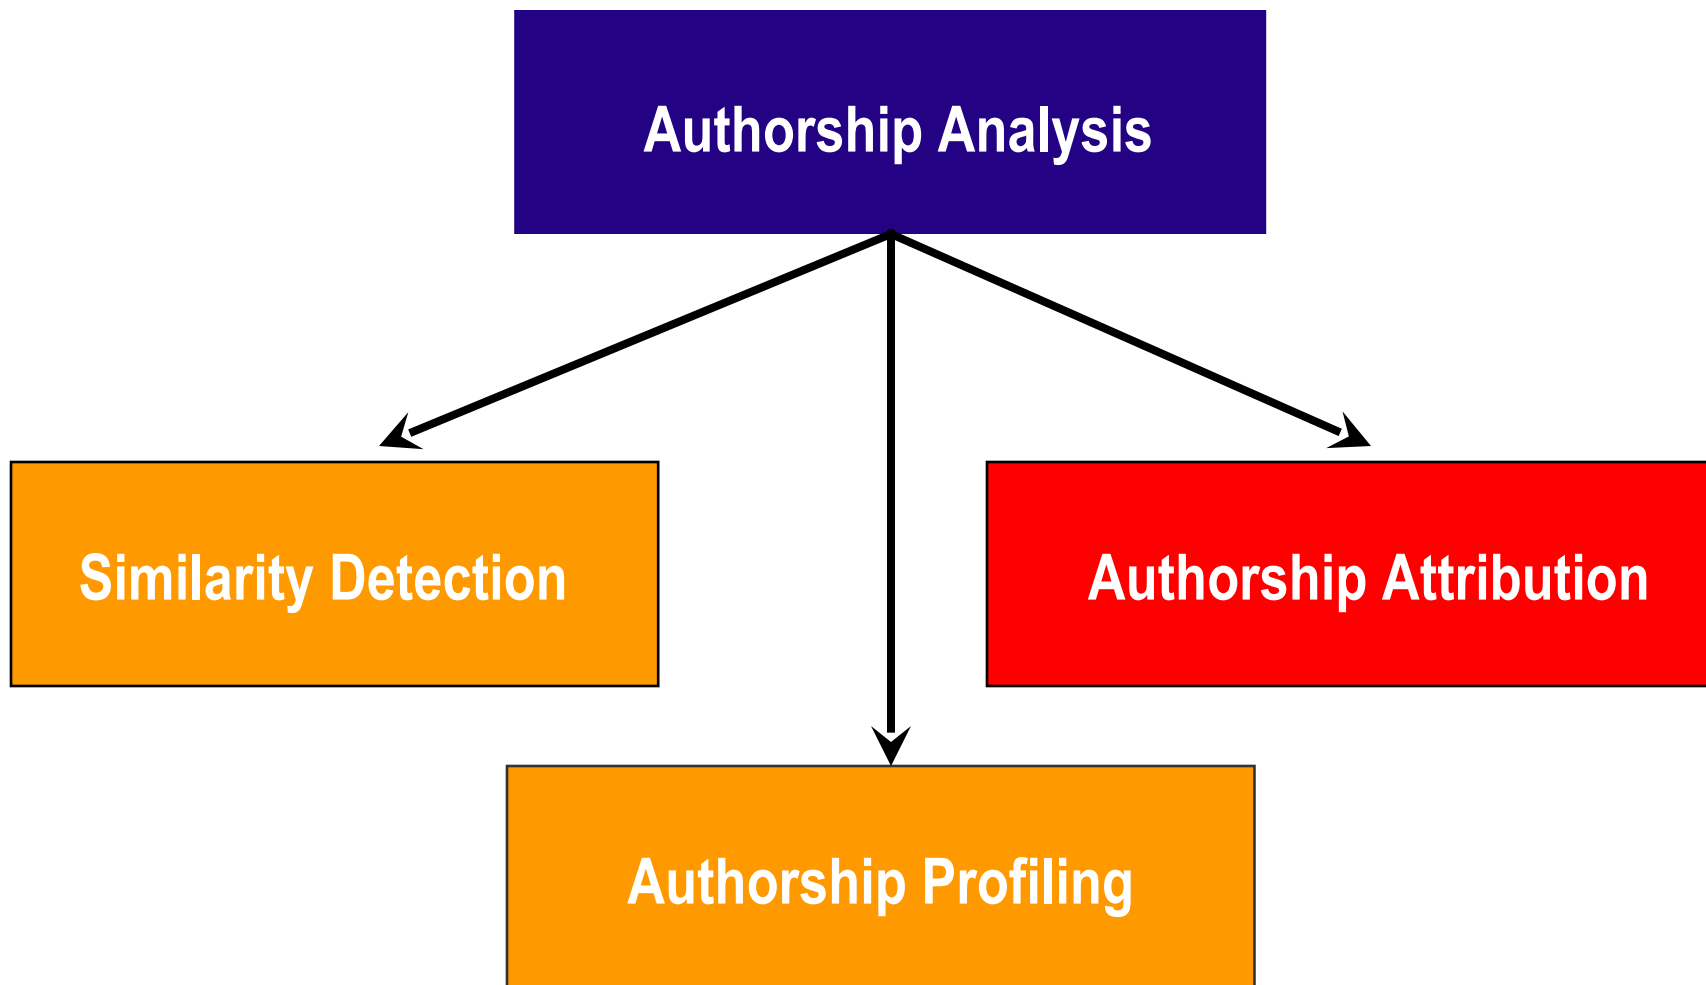 Authorship Analysis
Similarity Detection
Authorship Attribution
Authorship Profiling